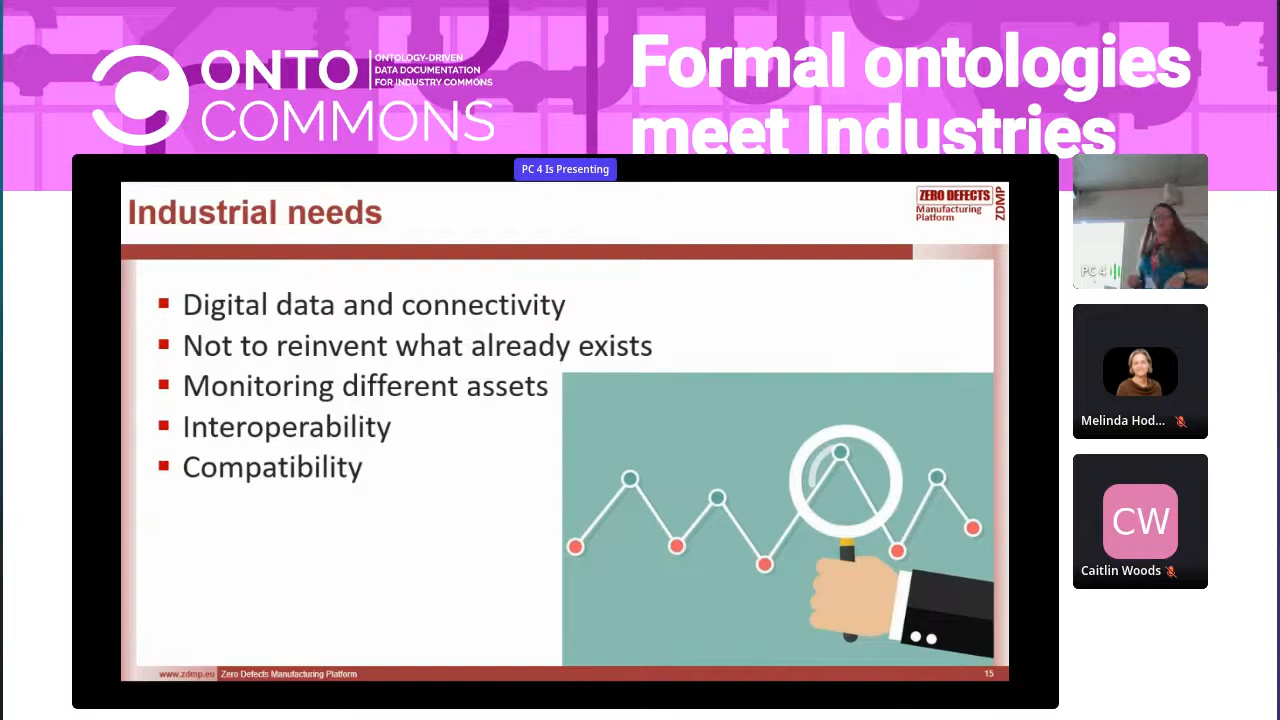 ONTO
COMMONS
ONTOLOGY-DRIVEN
DATA DOCUMENTATION
FOR INDUSTRY COMMONS
Formal ontologies
meet Industries
PC 4 Is Presenting
Industrial needs
ZERO DEFECTS
Manufacturing
Platform
ZDMP
Digital data and connectivity
Not to reinvent what already exists
Monitoring different assets
Interoperability
Compatibility
www.zdmp.eu Zero Defects Manufacturing Platform
15
PC 4
Melinda Hod...
CW
Caitlin Woods